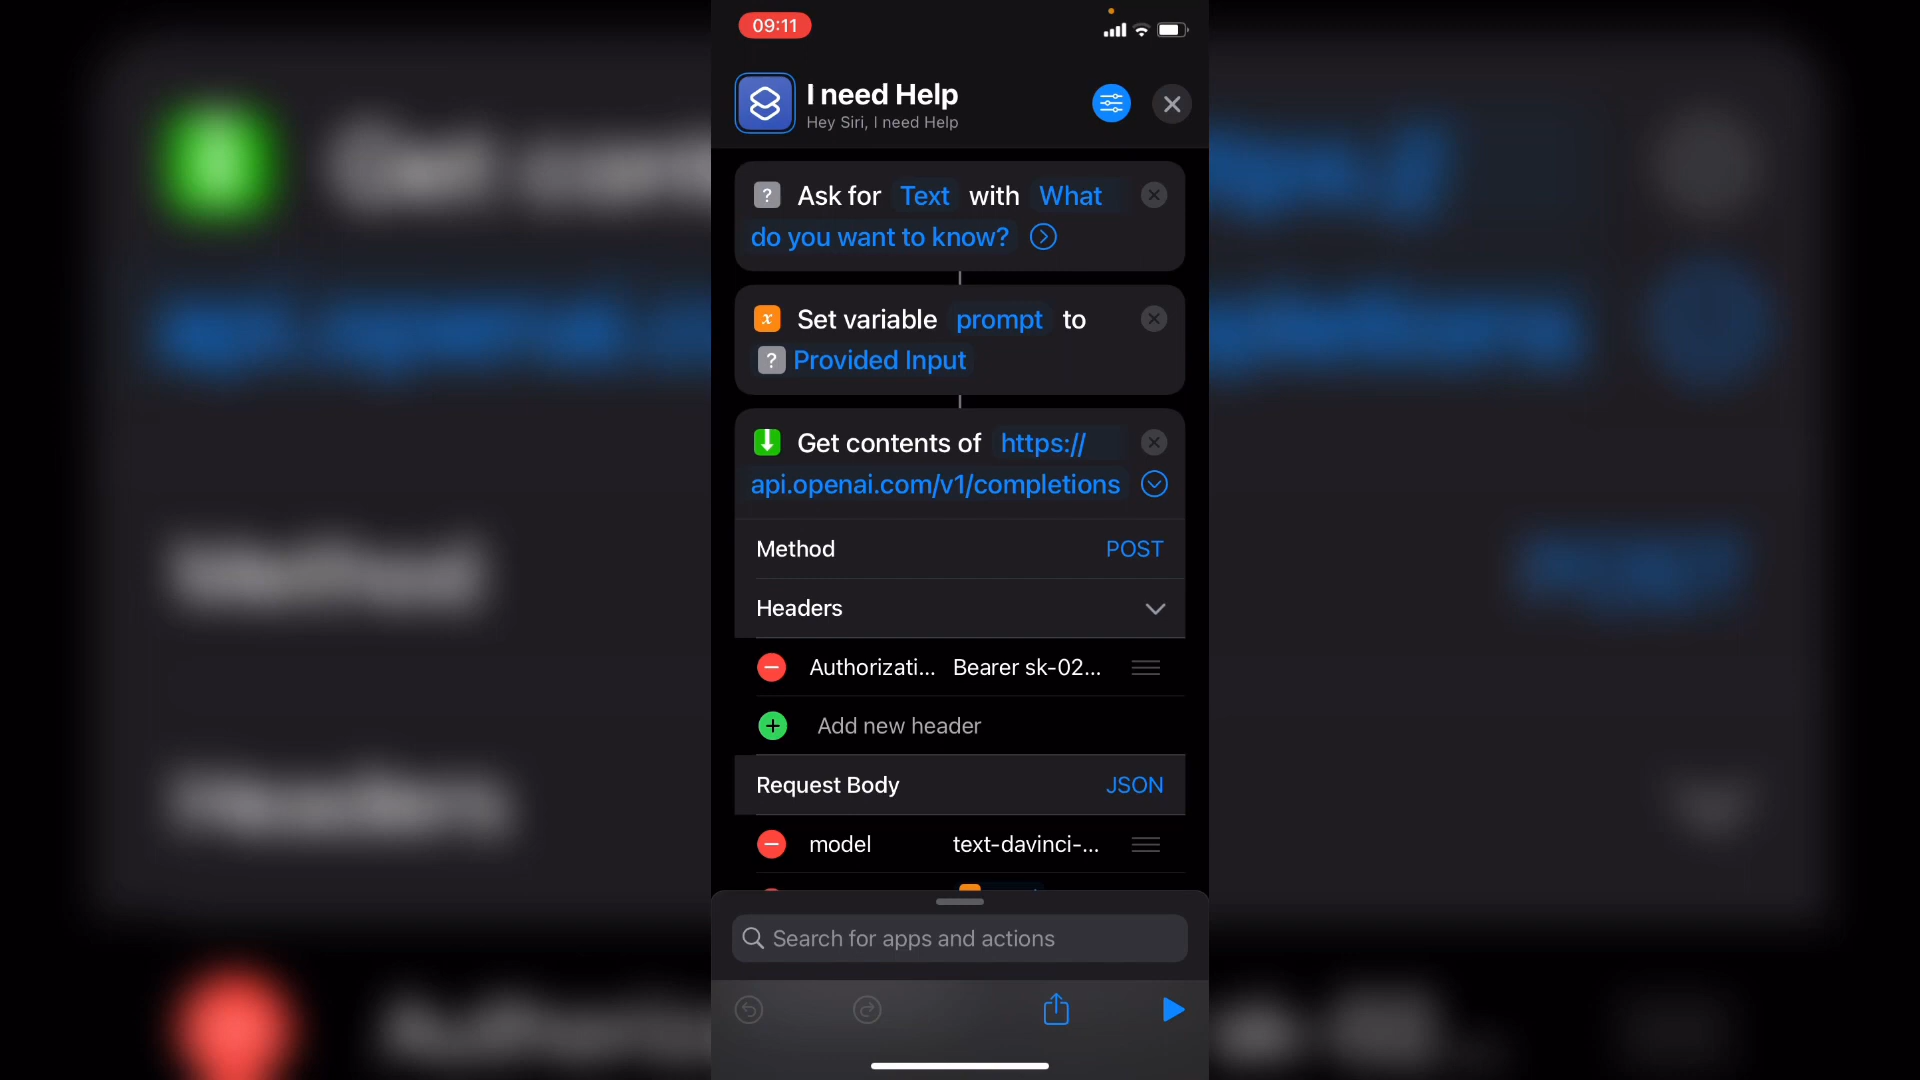 09:11
I need Help
Hey Siri, I need Help
Ask for Text with What
do you want to know?
Set variable prompt to
Provided Input
Get contents of https://
api.openai.com/v1/completions
Method POST
Headers
Authorizati... Bearer sk-02...
Add new header
Request Body JSON
model text-davinci-...
Search for apps and actions